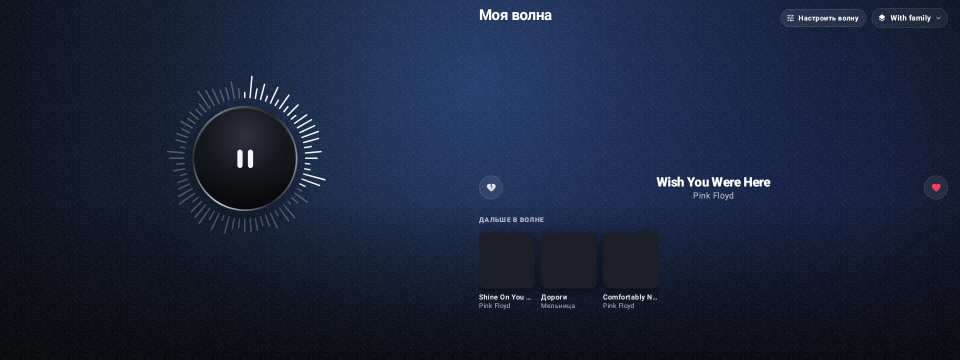 Моя волна
Настроить волну
With family
Wish You Were Here
Pink Floyd
ДАЛЬШЕ В ВОЛНЕ
Shine On You ...
Pink Floyd
Дороги
Мельница
Comfortably N...
Pink Floyd